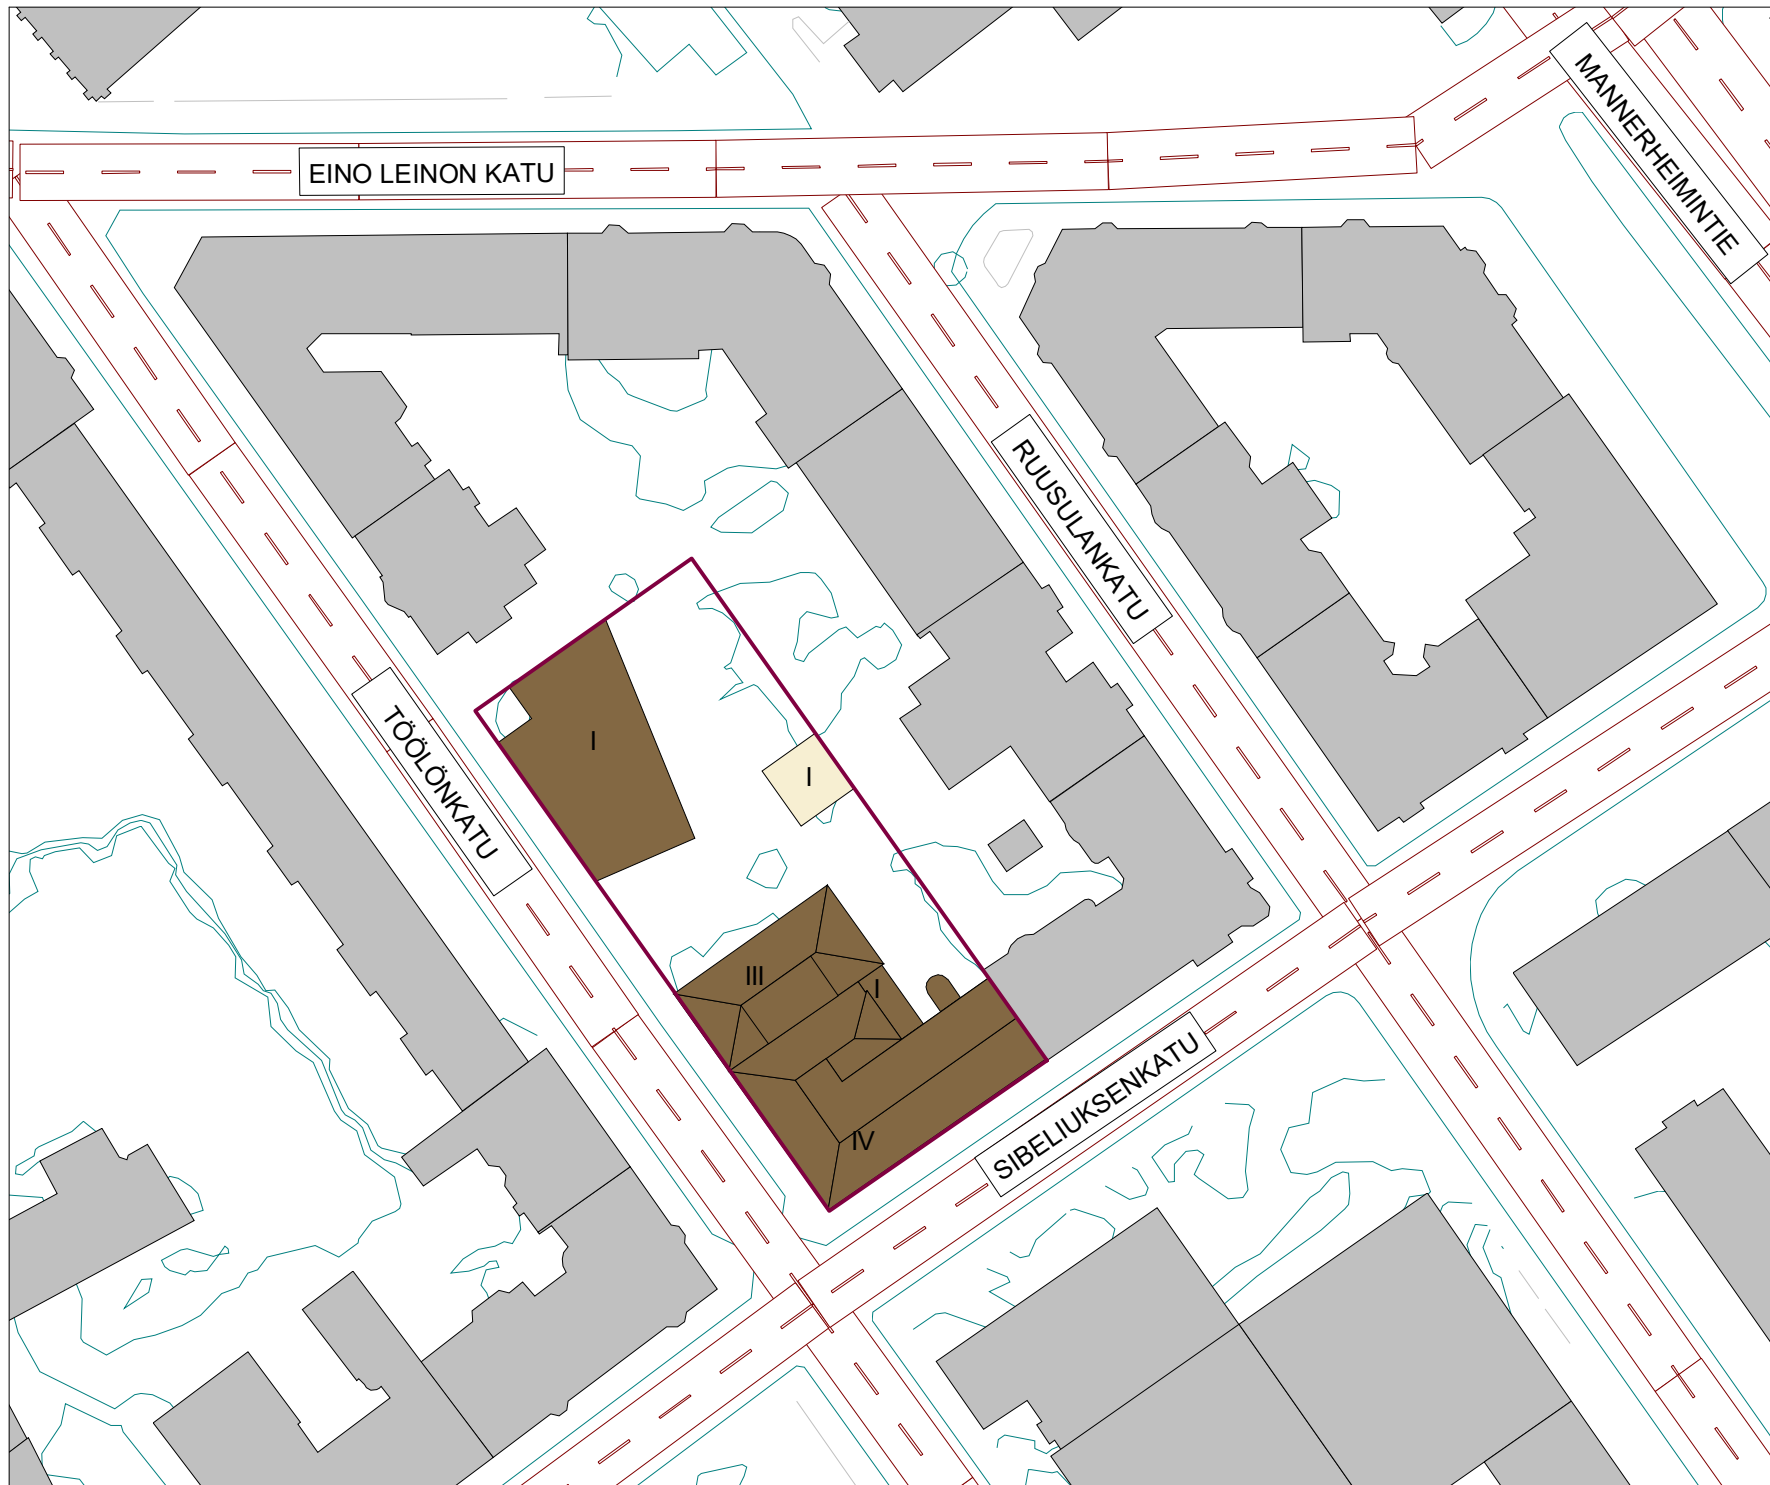 EINO LEINON KATU
MANNERHEIMINTIE
RUUSULANKATU
TÖÖLÖNKATU
I
I
III
I
IV
SIBELIUKSENKATU